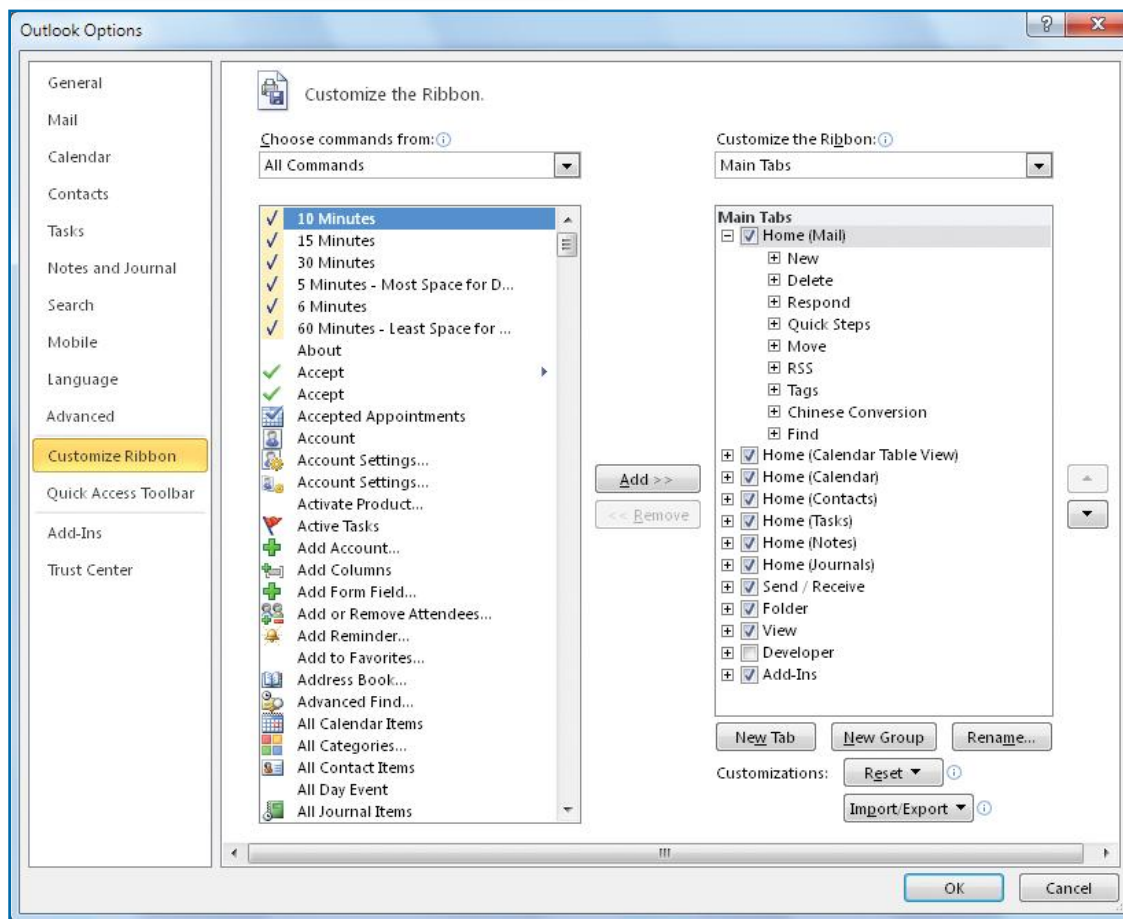 Outlook Options
General
Mail
Calendar
Contacts
Tasks
Notes and Journal
Search
Mobile
Language
Advanced
Customize Ribbon
Quick Access Toolbar
Add-Ins
Trust Center
Customize the Ribbon.
Choose commands from:
All Commands
10 Minutes
15 Minutes
30 Minutes
5 Minutes - Most Space for D...
6 Minutes
60 Minutes - Least Space for ...
About
Accept
Accept
Accepted Appointments
Account
Account Settings...
Account Settings...
Activate Product...
Active Tasks
Add Account...
Add Columns
Add Form Field...
Add or Remove Attendees...
Add Reminder...
Add to Favorites...
Address Book...
Advanced Find...
All Calendar Items
All Categories...
All Contact Items
All Day Event
All Journal Items
Add >>
<< Remove
Customize the Ribbon:
Main Tabs
Main Tabs
Home (Mail)
New
Delete
Respond
Quick Steps
Move
RSS
Tags
Chinese Conversion
Find
Home (Calendar Table View)
Home (Calendar)
Home (Contacts)
Home (Tasks)
Home (Notes)
Home (Journals)
Send / Receive
Folder
View
Developer
Add-Ins
New Tab
New Group
Rename...
Customizations:
Reset
Import/Export
OK
Cancel